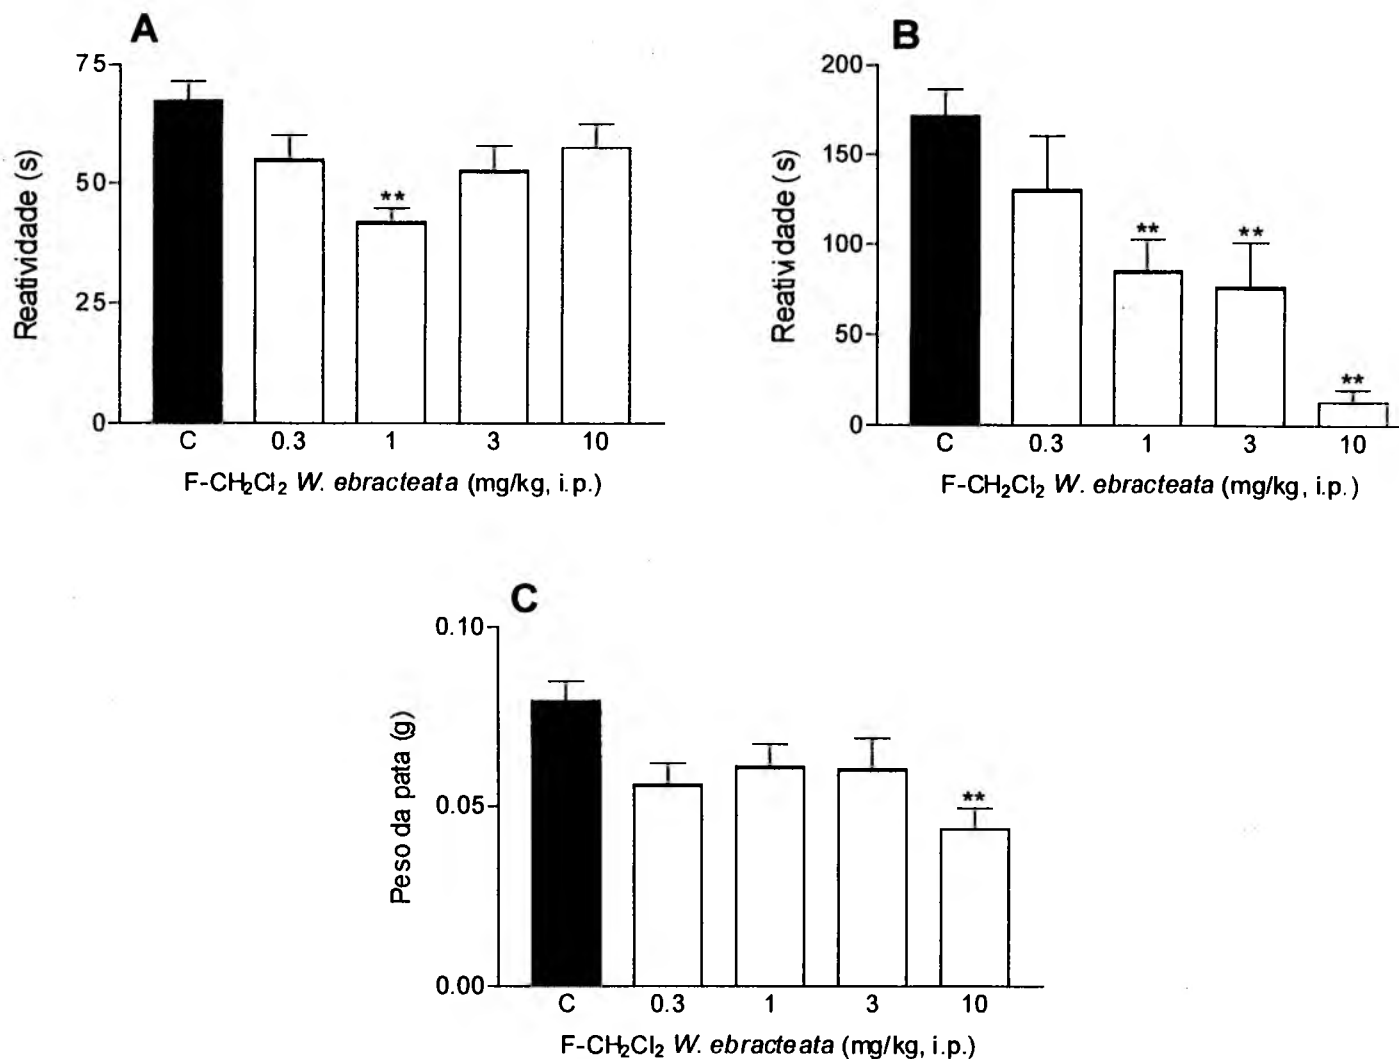 A
75
50
25
0
Reatividade (s)
**
C 0.3 1 3 10
F-CH₂Cl₂ W. ebracteata (mg/kg, i.p.)
B
200
150
100
50
0
Reatividade (s)
** ** **
C 0.3 1 3 10
F-CH₂Cl₂ W. ebracteata (mg/kg, i.p.)
C
0.10
0.05
0.00
Peso da pata (g)
**
C 0.3 1 3 10
F-CH₂Cl₂ W. ebracteata (mg/kg, i.p.)